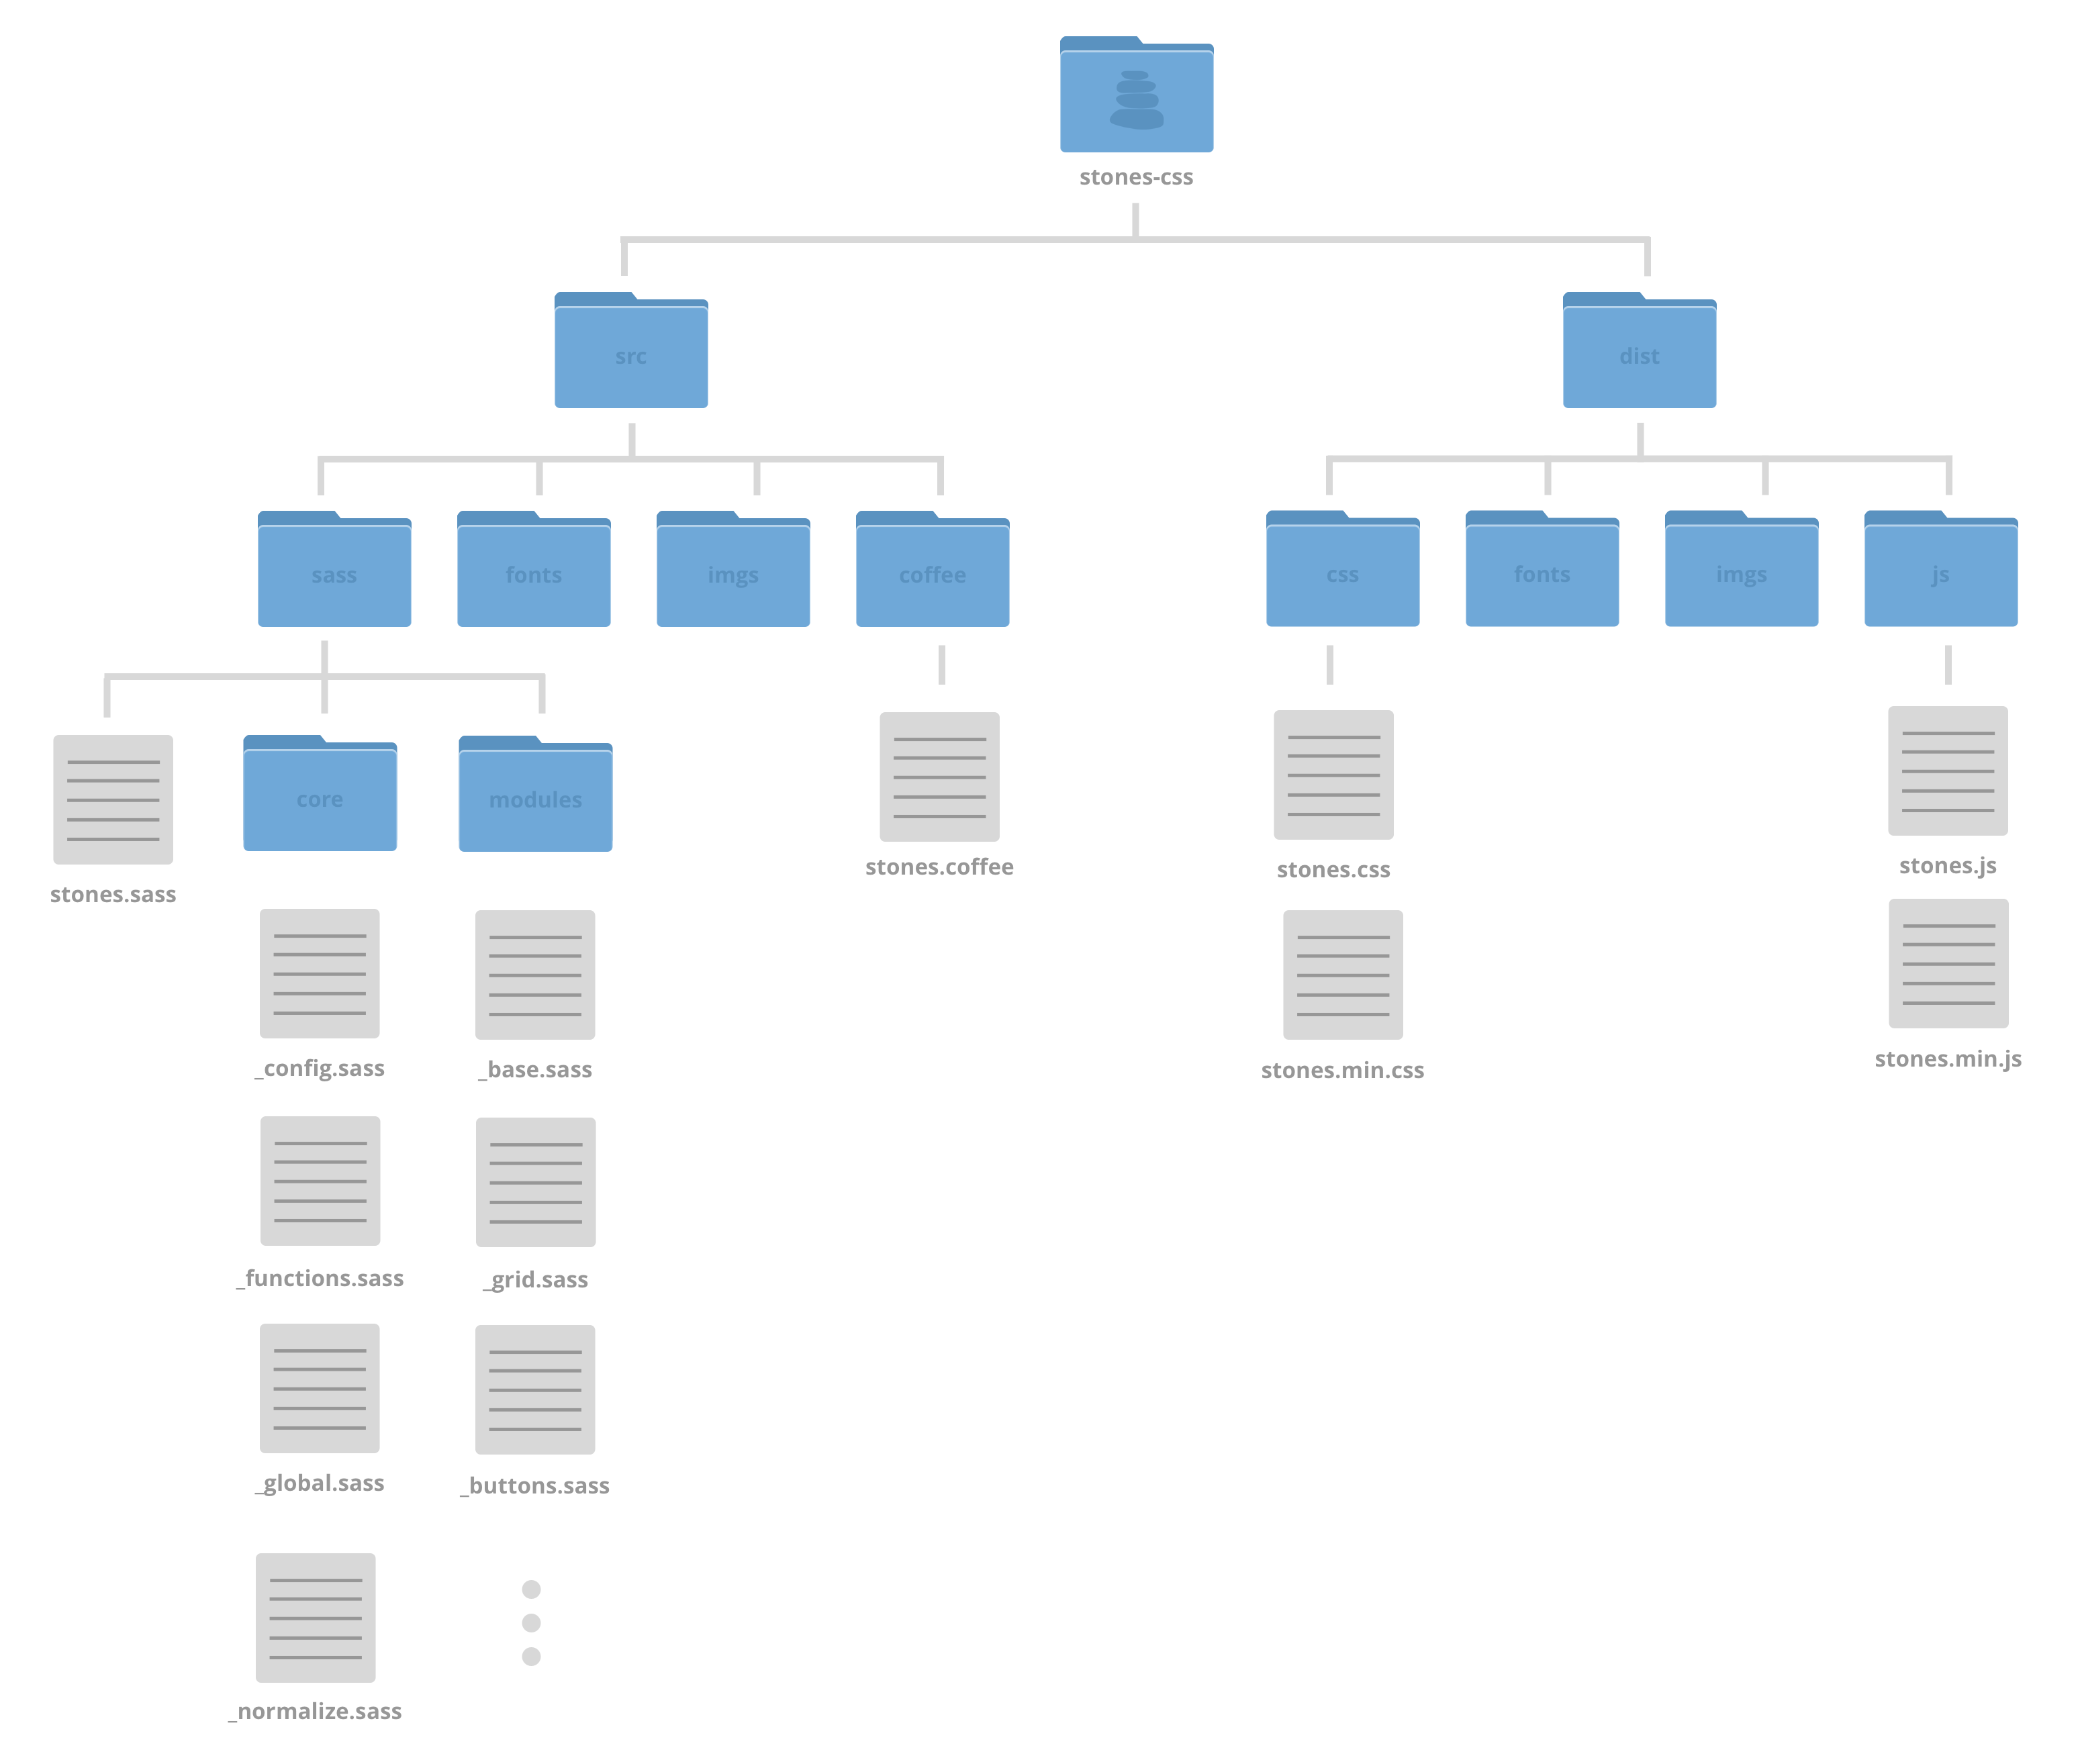 stones-css
src
dist
sass
fonts
imgs
coffee
css
fonts
imgs
js
core
modules
stones.sass
stones.coffee
stones.css
stones.js
_config.sass
_base.sass
stones.min.css
stones.min.js
_functions.sass
_grid.sass
_global.sass
_buttons.sass
_normalize.sass